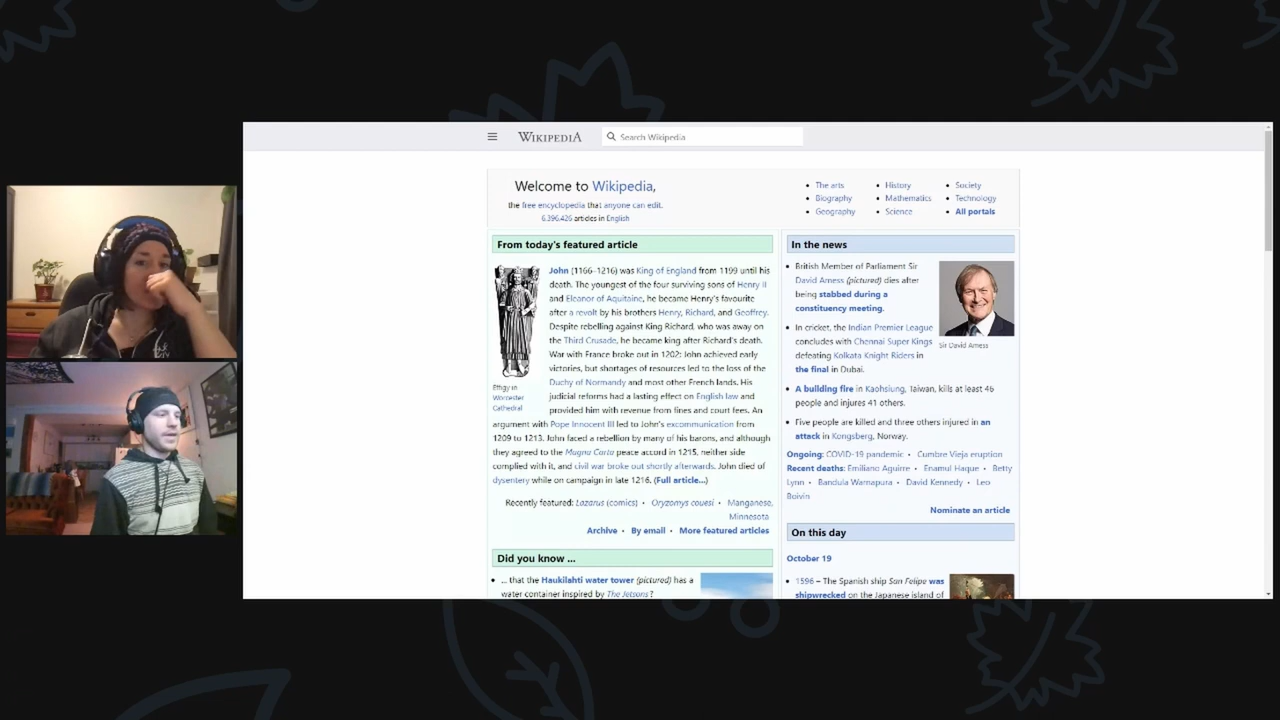 WIKIPEDIA
Search Wikipedia
Welcome to Wikipedia,
the free encyclopedia that anyone can edit.
6,396,426 articles in English
The arts
Biography
Geography
History
Mathematics
Science
Society
Technology
All portals
From today's featured article
John (1166–1216) was King of England from 1199 until his
death. The youngest of the four surviving sons of Henry II
and Eleanor of Aquitaine, he became Henry's favourite
after a revolt by his brothers Henry, Richard, and Geoffrey.
Despite rebelling against King Richard, who was away on
the Third Crusade, he became king after Richard's death.
War with France broke out in 1202: John achieved early
victories, but shortages of resources led to the loss of the
Duchy of Normandy and most other French lands. His
judicial reforms had a lasting effect on English law and
provided him with revenue from fines and court fees. An
argument with Pope Innocent III led to John's excommunication from
1209 to 1213. John faced a rebellion by many of his barons, and although
they agreed to the Magna Carta peace accord in 1215, neither side
complied with it, and civil war broke out shortly afterwards. John died of
dysentery while on campaign in late 1216. (Full article...)
Effigy in
Worcester
Cathedral
Recently featured: Lazarus (comics) • Oryzomys couesi • Manganese,
Minnesota
Archive • By email • More featured articles
Did you know ...
... that the Haukilahti water tower (pictured) has a
water container inspired by The Jetsons?
In the news
British Member of Parliament Sir
David Amess (pictured) dies after
being stabbed during a
constituency meeting.
In cricket, the Indian Premier League
concludes with Chennai Super Kings
defeating Kolkata Knight Riders in
the final in Dubai.
Sir David Amess
A building fire in Kaohsiung, Taiwan, kills at least 46
people and injures 41 others.
Five people are killed and three others injured in an
attack in Kongsberg, Norway.
Ongoing: COVID-19 pandemic • Cumbre Vieja eruption
Recent deaths: Emiliano Aguirre • Enamul Haque • Betty
Lynn • Bandula Warnapura • David Kennedy • Leo
Boivin
Nominate an article
On this day
October 19
1596 – The Spanish ship San Felipe was
shipwrecked on the Japanese island of